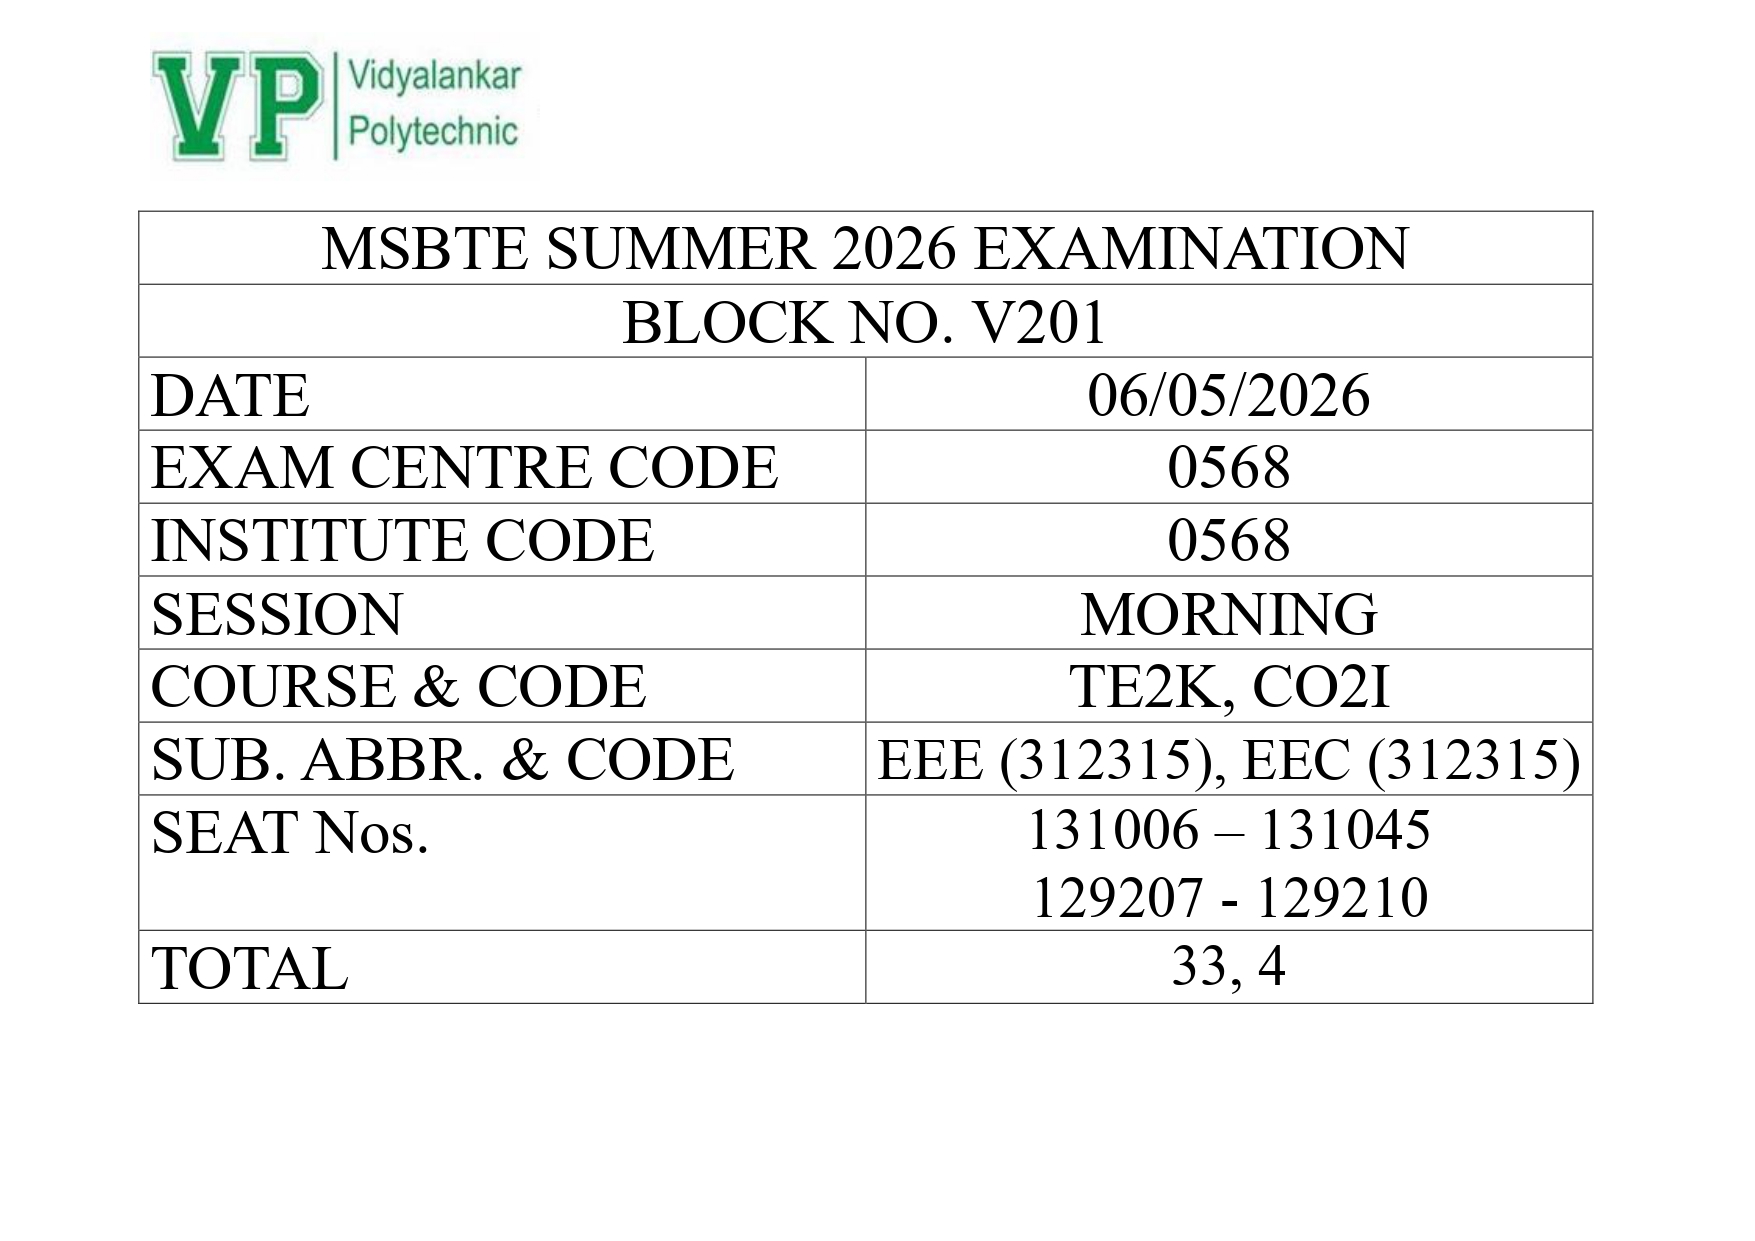 VP Vidyalankar
Polytechnic
MSBTE SUMMER 2026 EXAMINATION
BLOCK NO. V201
DATE 06/05/2026
EXAM CENTRE CODE 0568
INSTITUTE CODE 0568
SESSION MORNING
COURSE & CODE TE2K, CO2I
SUB. ABBR. & CODE EEE (312315), EEC (312315)
SEAT Nos. 131006 – 131045
129207 - 129210
TOTAL 33, 4